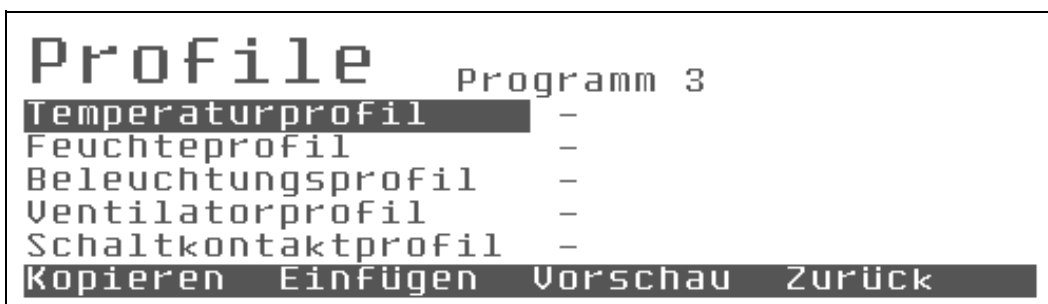 Profile Programm 3
Temperaturprofil –
Feuchteprofil –
Beleuchtungsprofil –
Ventilatorprofil –
Schaltkontaktprofil –
Kopieren Einfügen Vorschau Zurück